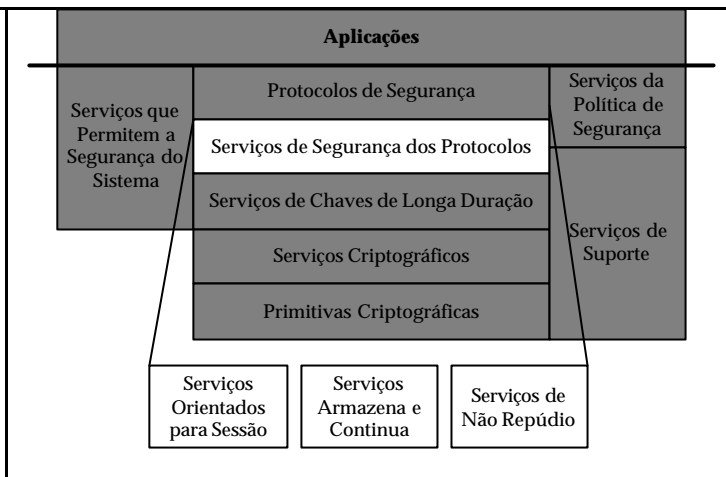 Aplicações
Serviços que
Permitem a
Segurança do
Sistema
Protocolos de Segurança
Serviços de Segurança dos Protocolos
Serviços de Chaves de Longa Duração
Serviços Criptográficos
Primitivas Criptográficas
Serviços da
Política de
Segurança
Serviços de
Suporte
Serviços
Orientados
para Sessão
Serviços
Armazena e
Continua
Serviços de
Não Repúdio